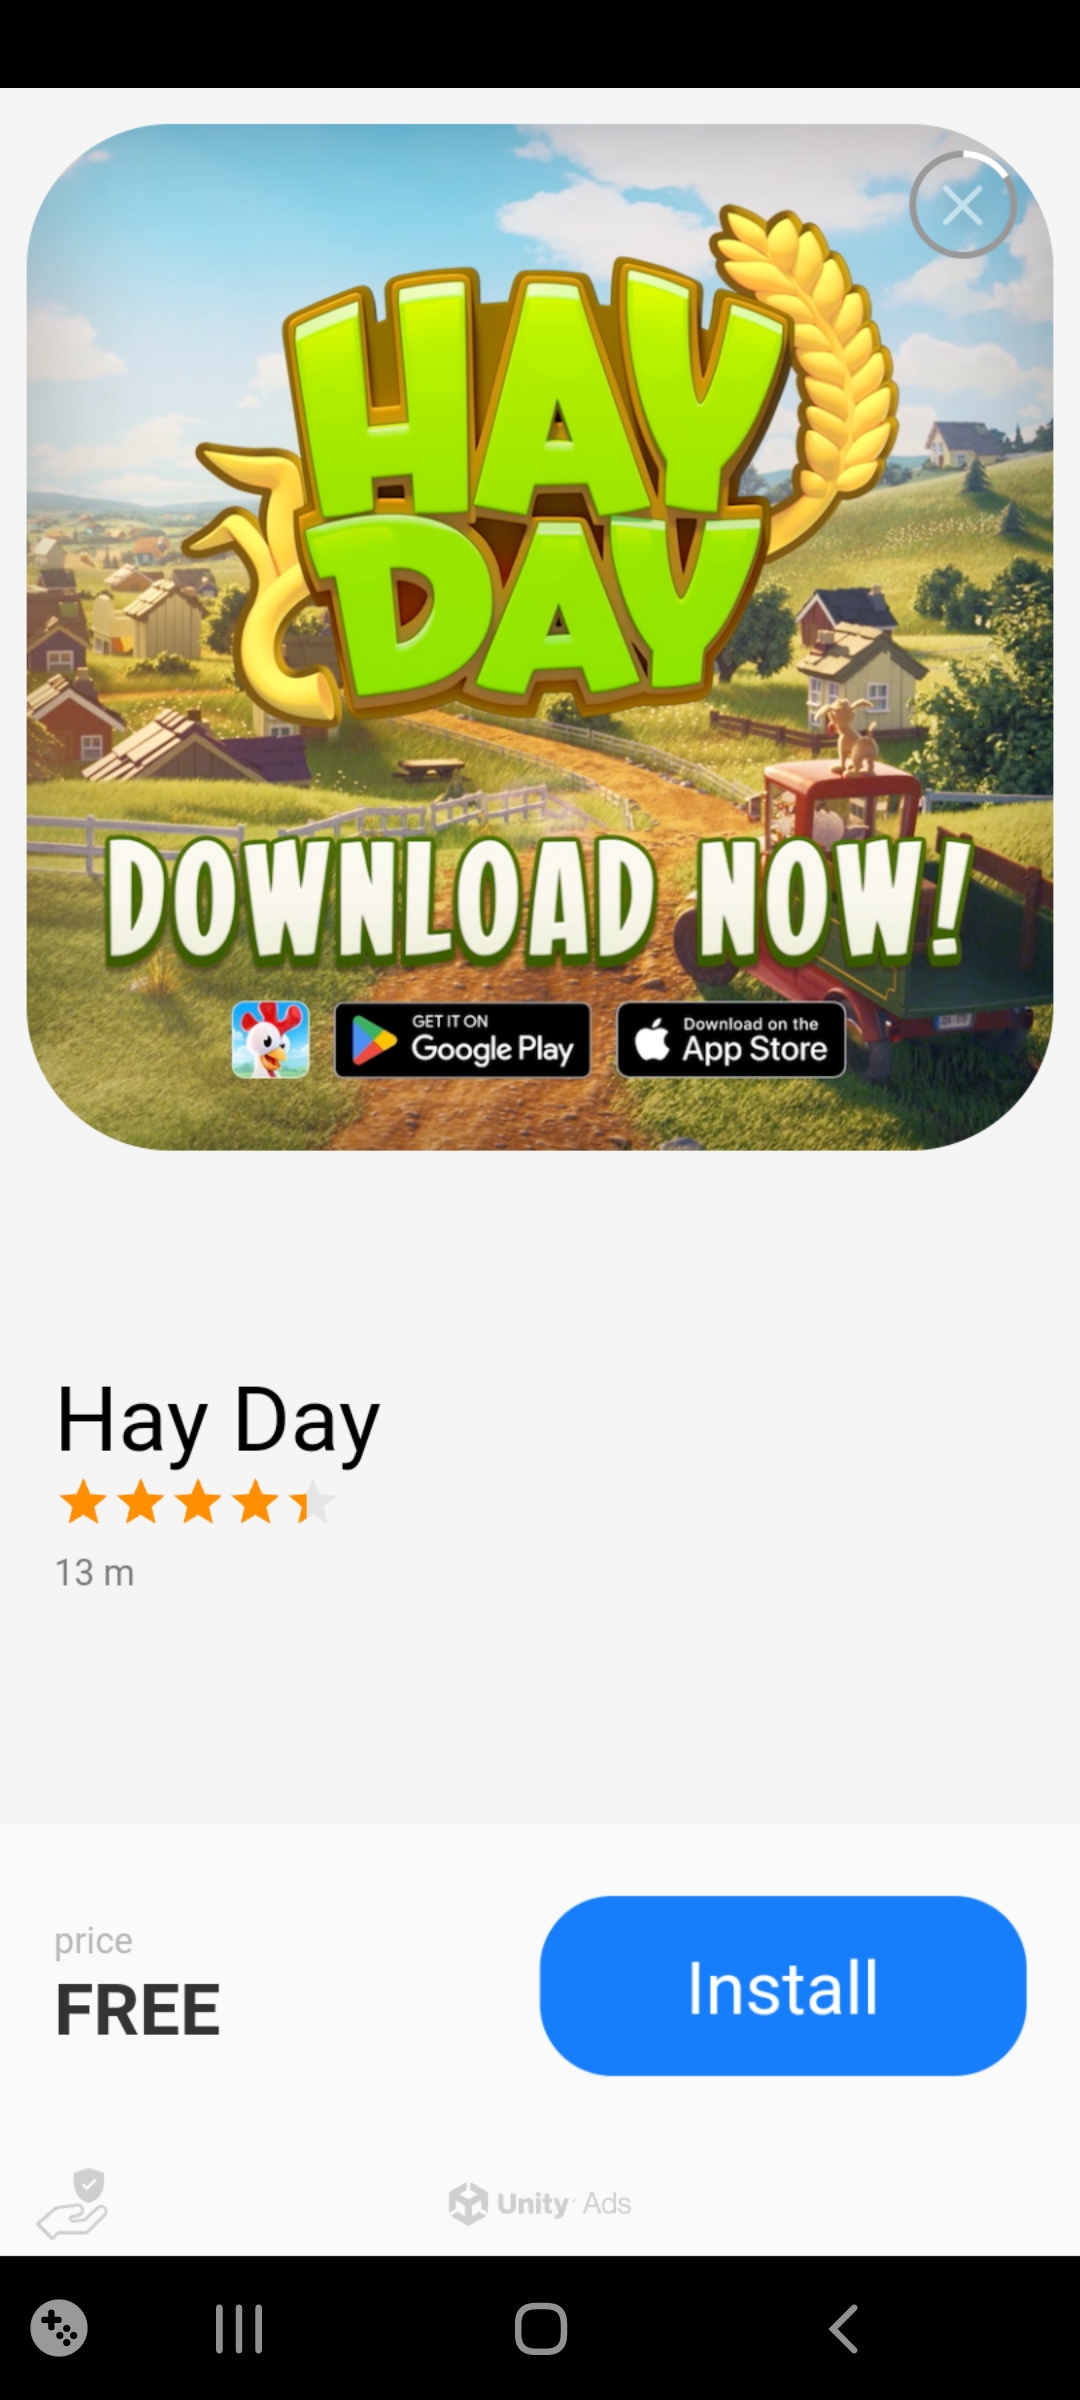 HAY
DAY
DOWNLOAD NOW!
GET IT ON
Google Play
Download on the
App Store
Hay Day
13 m
price
FREE
Install
Unity Ads